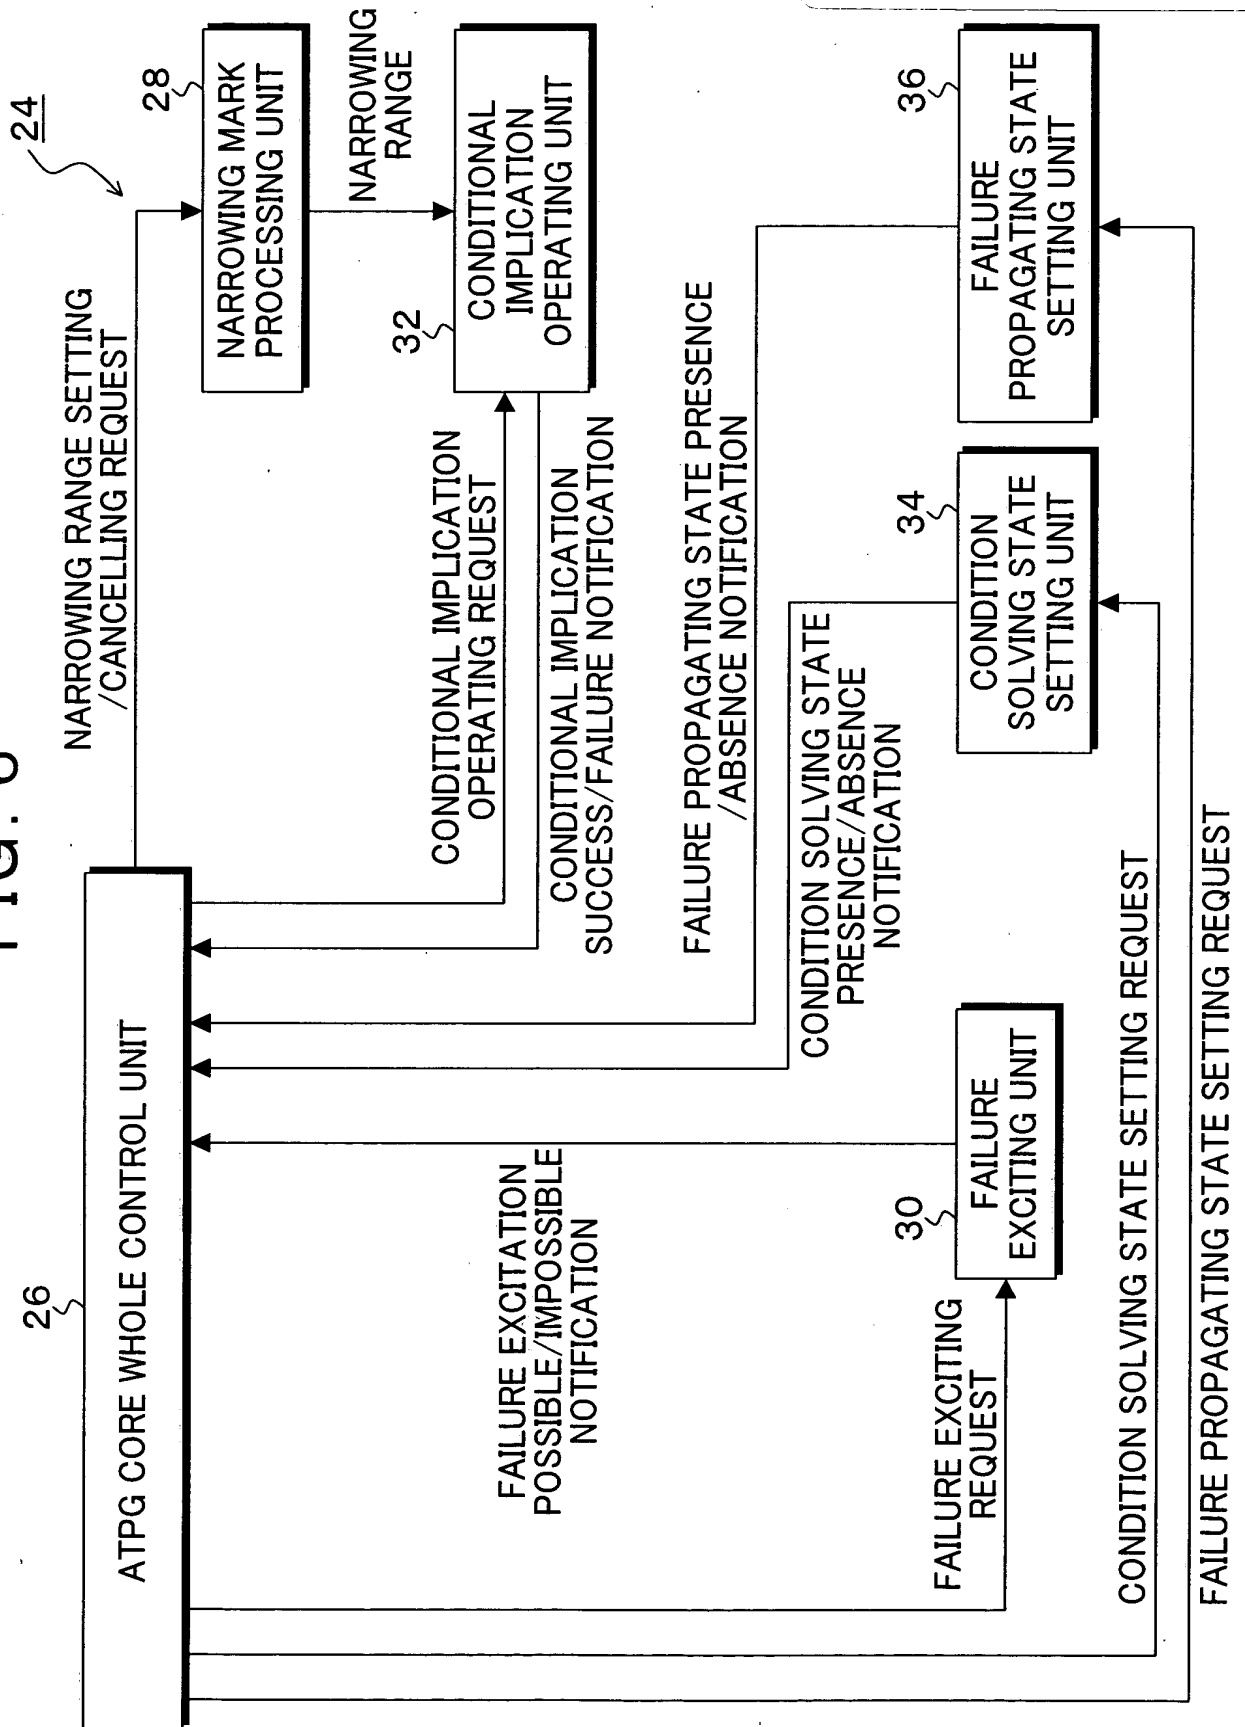 FIG.
24
26
ATPG CORE WHOLE CONTROL UNIT
NARROWING RANGE SETTING
/CANCELLING REQUEST
28
NARROWING MARK
PROCESSING UNIT
NARROWING
RANGE
CONDITIONAL IMPLICATION
OPERATING REQUEST
32
CONDITIONAL
IMPLICATION
OPERATING UNIT
CONDITIONAL IMPLICATION
SUCCESS/FAILURE NOTIFICATION
FAILURE EXCITATION
POSSIBLE/IMPOSSIBLE
NOTIFICATION
FAILURE PROPAGATING STATE PRESENCE
/ABSENCE NOTIFICATION
CONDITION SOLVING STATE
PRESENCE/ABSENCE
NOTIFICATION
FAILURE EXCITING
REQUEST
30
FAILURE
EXCITING UNIT
34
CONDITION
SOLVING STATE
SETTING UNIT
36
FAILURE
PROPAGATING STATE
SETTING UNIT
CONDITION SOLVING STATE SETTING REQUEST
FAILURE PROPAGATING STATE SETTING REQUEST